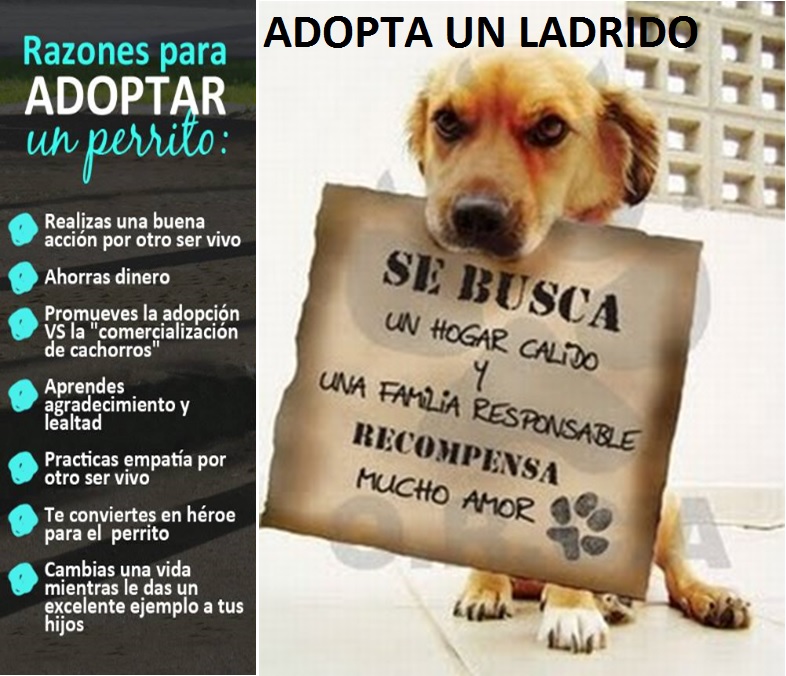 Razones para
ADOPTAR
un perrito:
Realizas una buena
acción por otro ser vivo
Ahorras dinero
Promueves la adopción
VS la "comercialización
de cachorros"
Aprendes
agradecimiento y
lealtad
Practicas empatía por
otro ser vivo
Te conviertes en héroe
para el perrito
Cambias una vida
mientras le das un
excelente ejemplo a tus
hijos
ADOPTA UN LADRIDO
SE BUSCA
UN HOGAR CALIDO
Y
UNA FAMILIA RESPONSABLE
RECOMPENSA
MUCHO AMOR